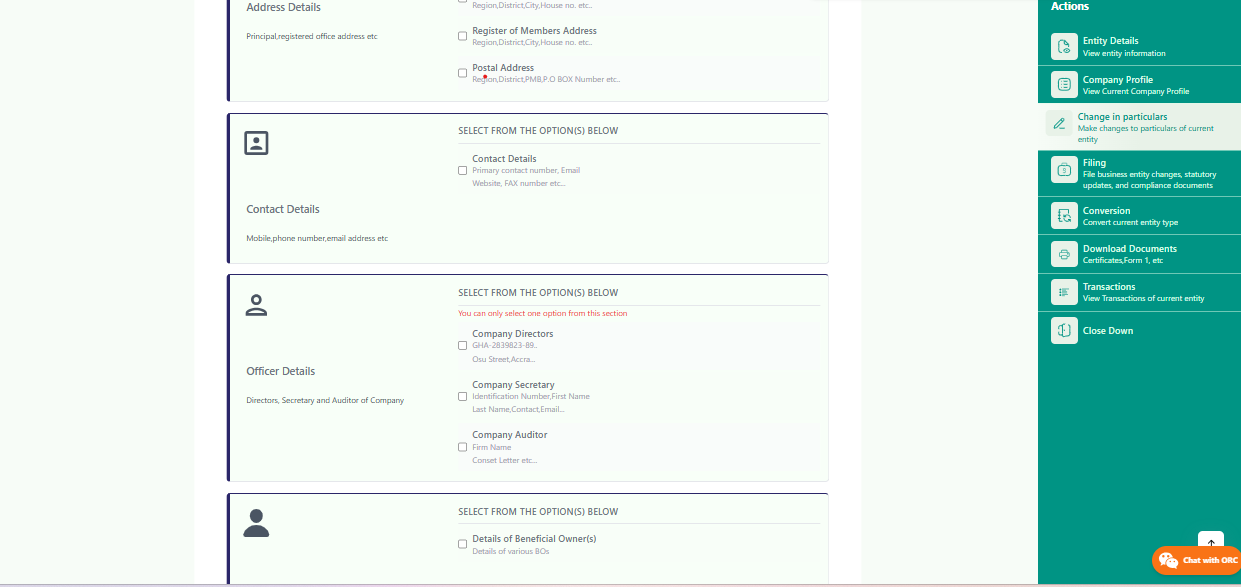 Address Details
Principal,registered office address etc
Region,District,City,House no. etc..
Register of Members Address
Region,District,City,House no. etc..
Postal Address
Region,District,PMB,P.O BOX Number etc...
SELECT FROM THE OPTION(S) BELOW
Contact Details
Primary contact number, Email
Website, FAX number etc...
Contact Details
Mobile,phone number,email address etc
SELECT FROM THE OPTION(S) BELOW
You can only select one option from this section
Company Directors
GHA-2839823-89..
Osu Street,Accra...
Officer Details
Directors, Secretary and Auditor of Company
Company Secretary
Identification Number,First Name
Last Name,Contact,Email...
Company Auditor
Firm Name
Conset Letter etc...
SELECT FROM THE OPTION(S) BELOW
Details of Beneficial Owner(s)
Details of various BOs
Actions
Entity Details
View entity information
Company Profile
View Current Company Profile
Change in particulars
Make changes to particulars of current
entity
Filing
File business entity changes, statutory
updates, and compliance documents
Conversion
Convert current entity type
Download Documents
Certificates,Form 1, etc
Transactions
View Transactions of current entity
Close Down
Chat with ORC